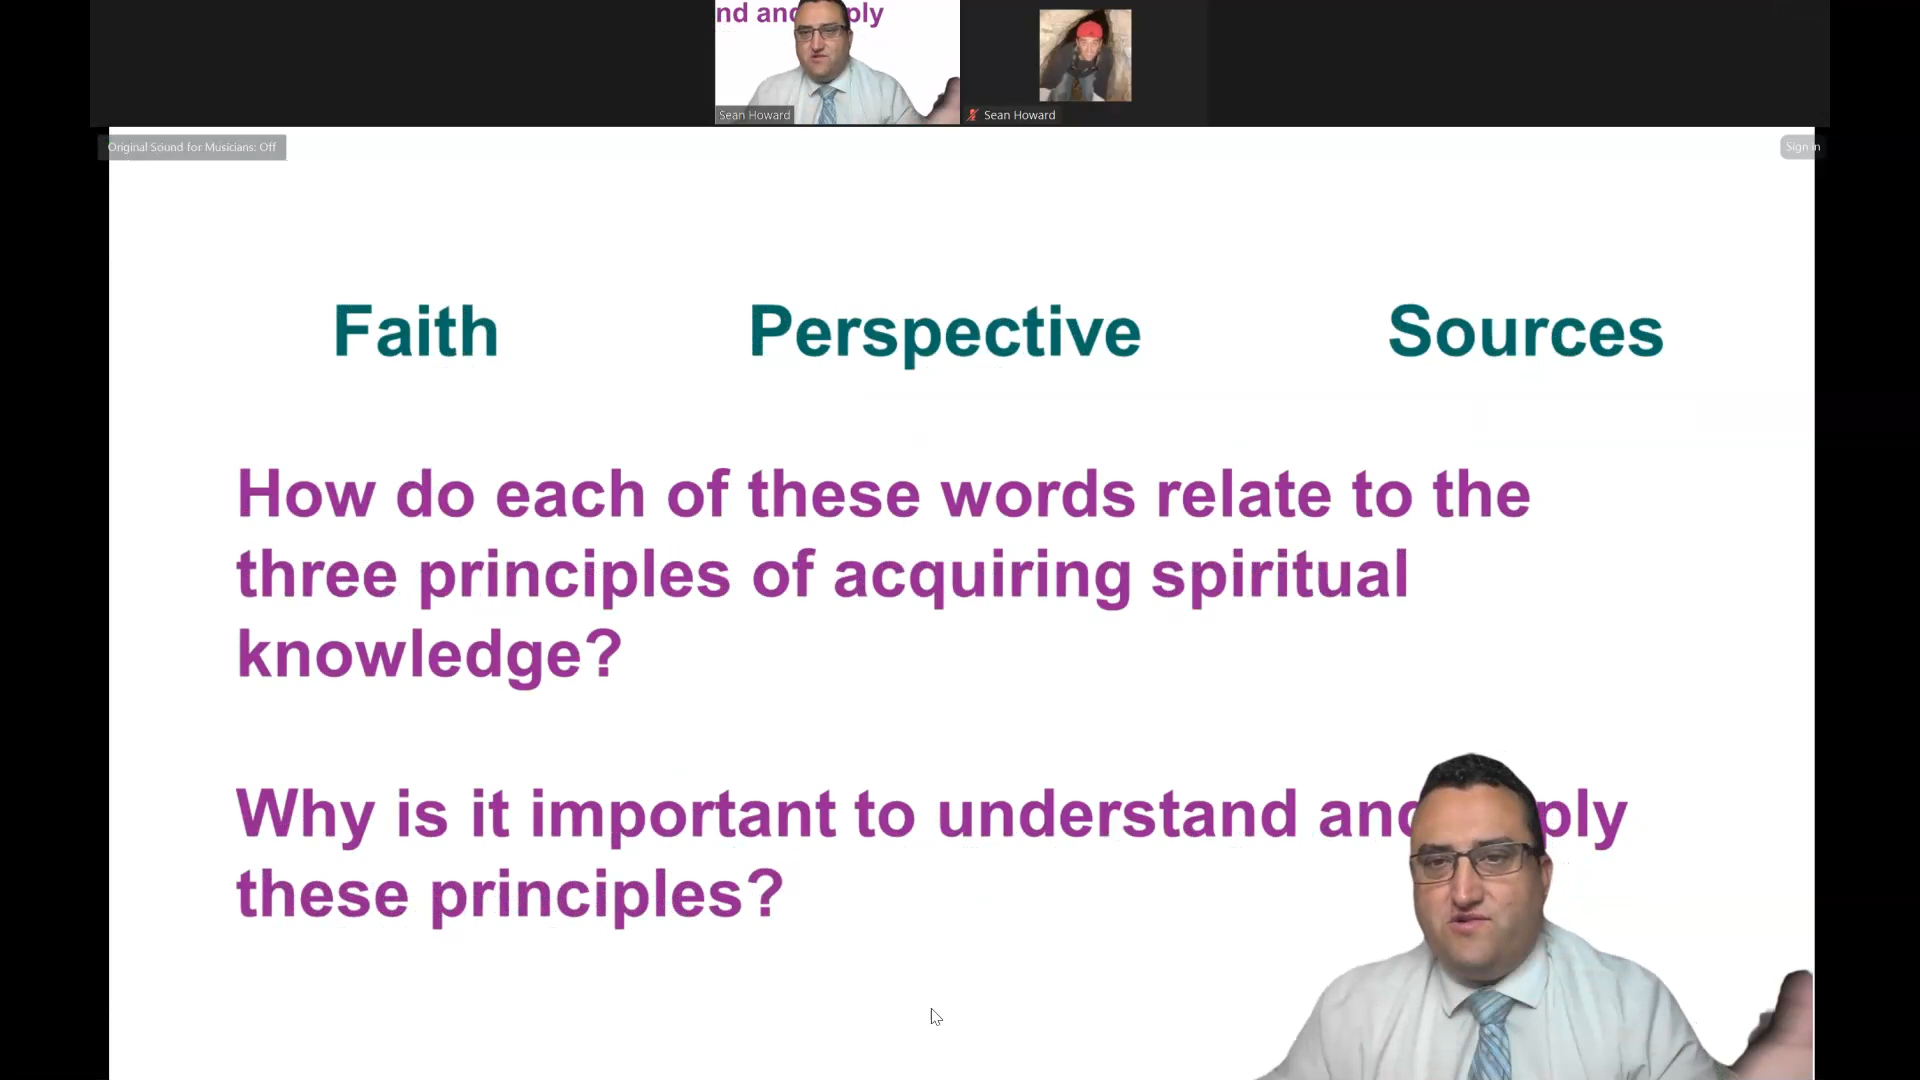 nd and ply
Sean Howard
Sean Howard
Original Sound for Musicians: Off
Sign in
Faith Perspective Sources
How do each of these words relate to the
three principles of acquiring spiritual
knowledge?
Why is it important to understand and ply
these principles?